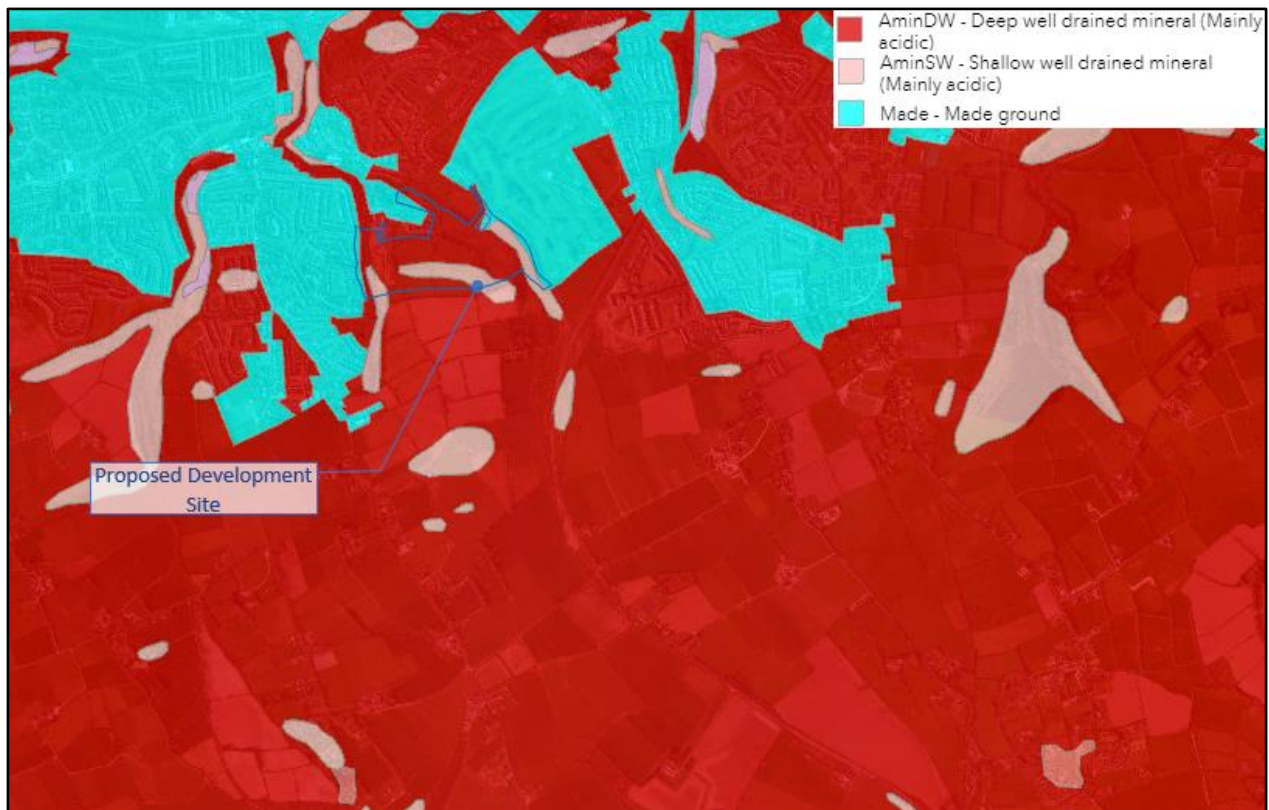 AminDW - Deep well drained mineral (Mainly
acidic)
AminSW - Shallow well drained mineral
(Mainly acidic)
Made - Made ground
Proposed Development
Site